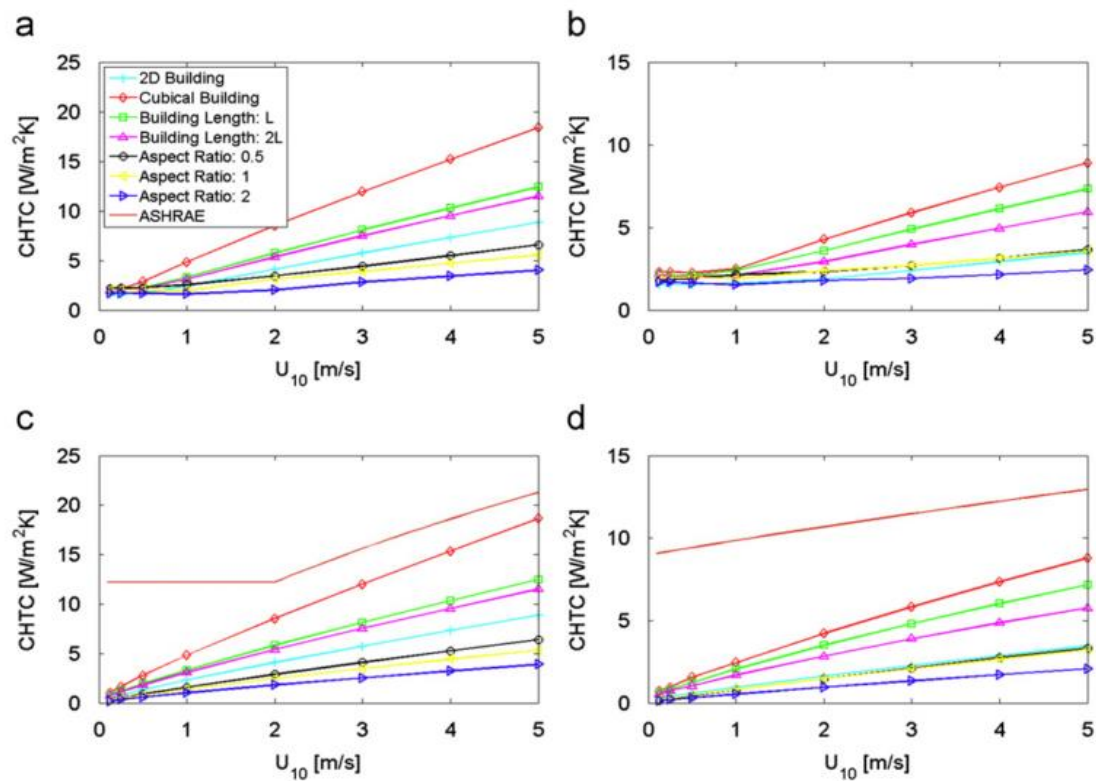 a
25
20
15
10
5
0
CHTC [W/m²K]
2D Building
Cubical Building
Building Length: L
Building Length: 2L
Aspect Ratio: 0.5
Aspect Ratio: 1
Aspect Ratio: 2
ASHRAE
0 1 2 3 4 5
U₁₀ [m/s]
b
15
10
5
0
CHTC [W/m²K]
0 1 2 3 4 5
U₁₀ [m/s]
c
25
20
15
10
5
0
CHTC [W/m²K]
0 1 2 3 4 5
U₁₀ [m/s]
d
15
10
5
0
CHTC [W/m²K]
0 1 2 3 4 5
U₁₀ [m/s]